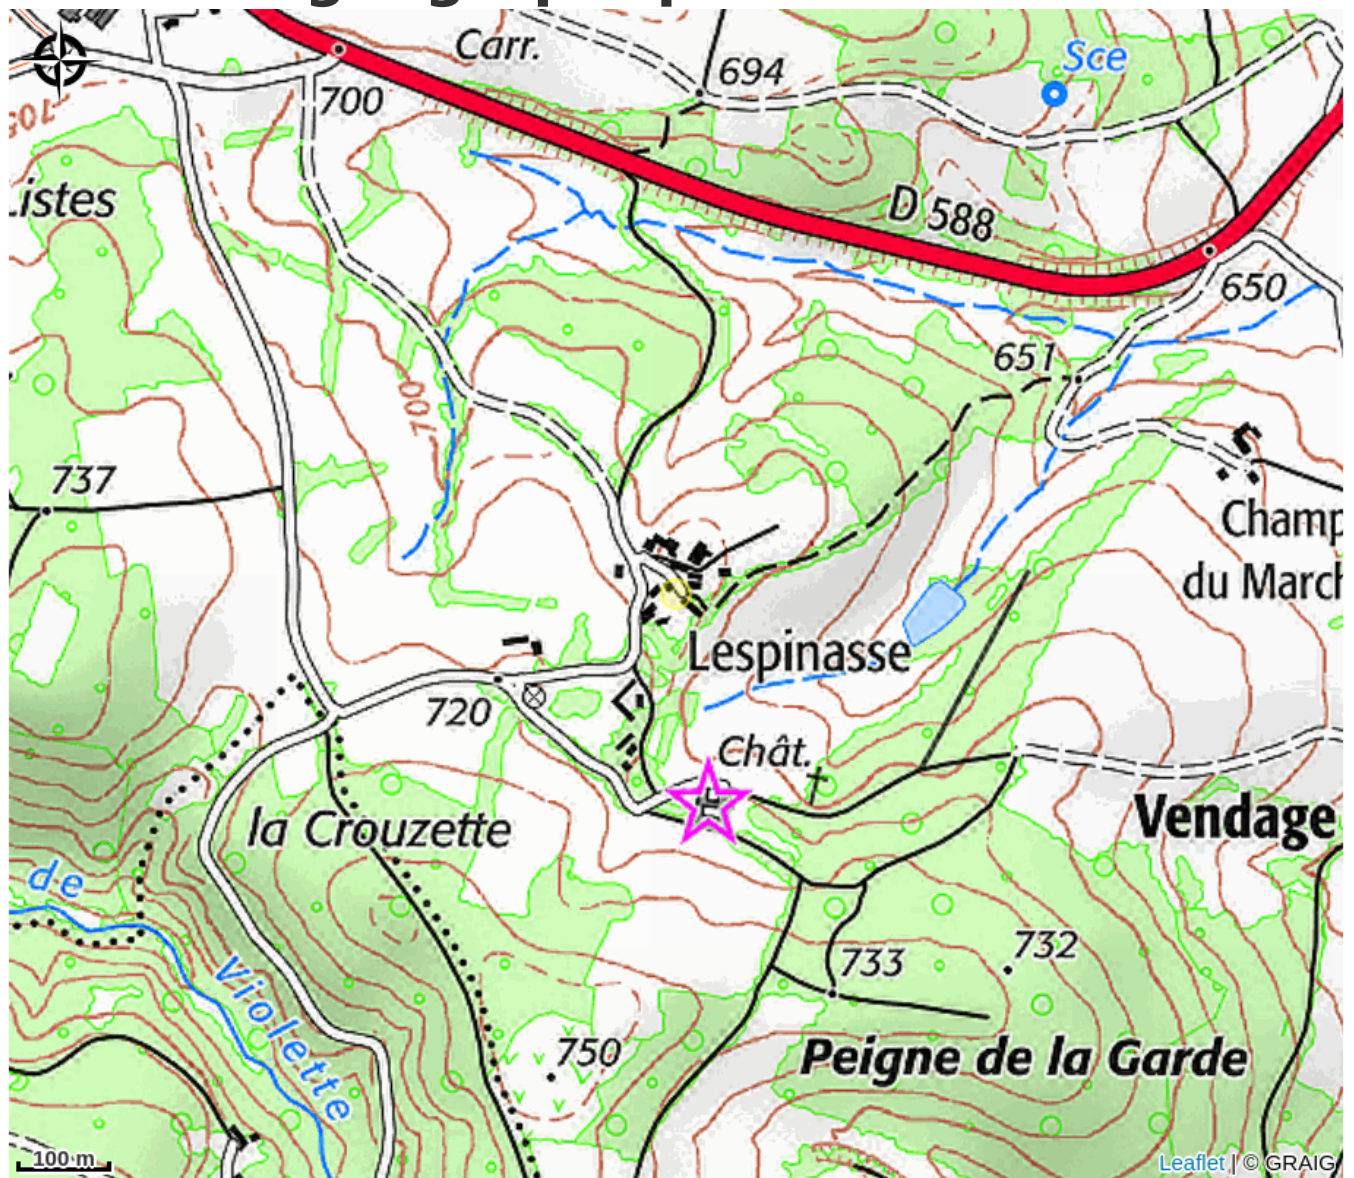 Carr.
694
Sce
700
705
Listes
D 588
650
651
700
737
Champ
du March
Lespinasse
720
Chât.
la Crouzette
Vendage
de
Violette
733
732
750
Peigne de la Garde
100 m
Leaflet | © GRAIG